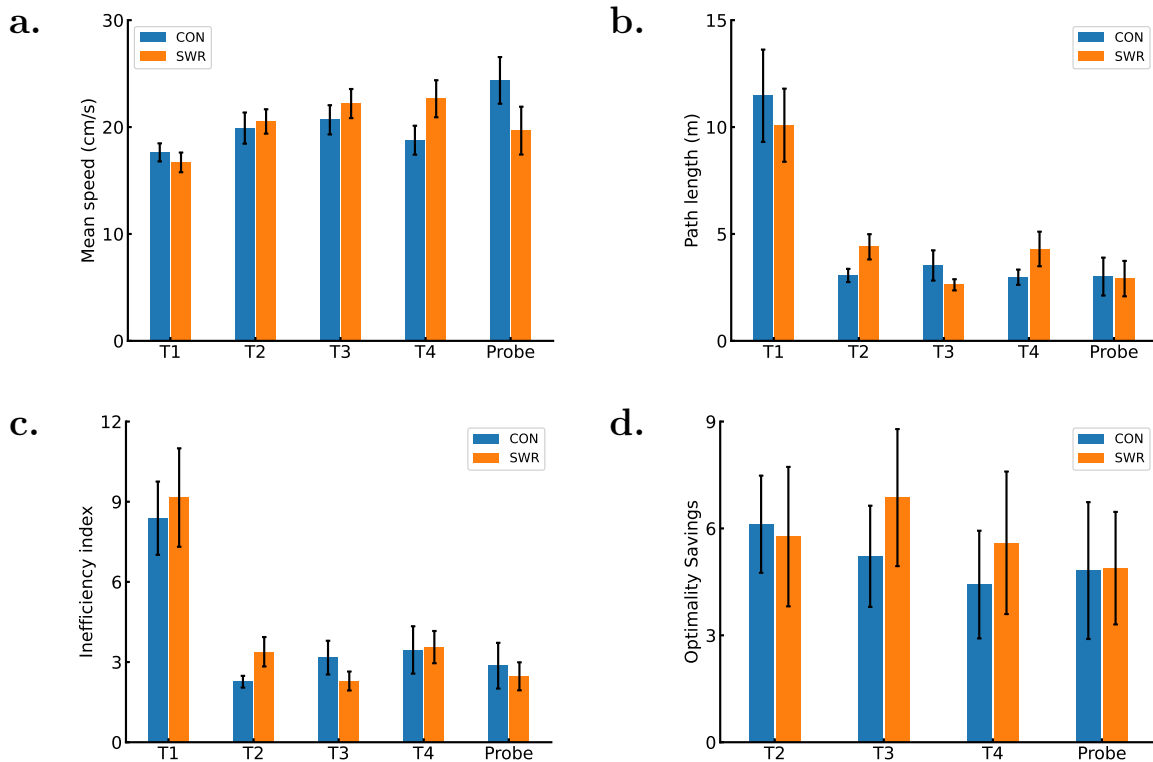 a.
Mean speed (cm/s)
30
20
10
0
CON
SWR
T1 T2 T3 T4 Probe
b.
Path length (m)
15
10
5
0
CON
SWR
T1 T2 T3 T4 Probe
c.
Inefficiency index
12
9
6
3
0
CON
SWR
T1 T2 T3 T4 Probe
d.
Optimality Savings
9
6
3
0
CON
SWR
T2 T3 T4 Probe